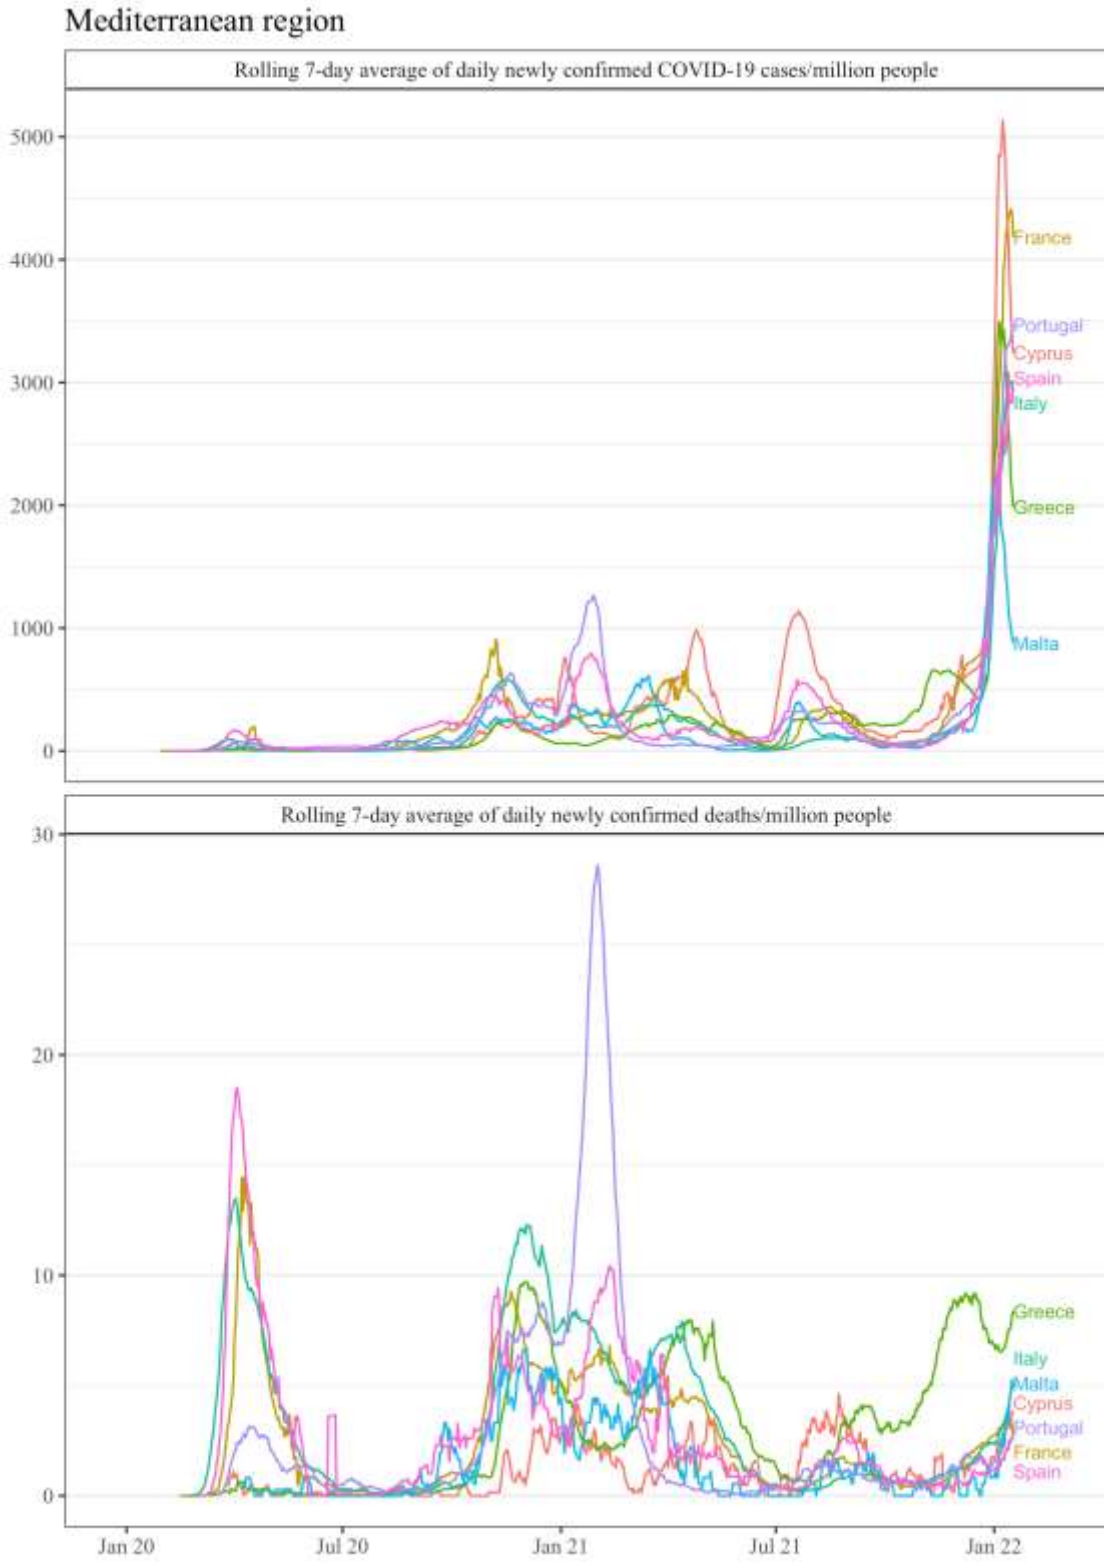 Mediterranean region
Rolling 7-day average of daily newly confirmed COVID-19 cases/million people
5000
4000
3000
2000
1000
0
France
Portugal
Cyprus
Spain
Italy
Greece
Malta
Rolling 7-day average of daily newly confirmed deaths/million people
30
20
10
0
Greece
Italy
Malta
Cyprus
Portugal
France
Spain
Jan 20 Jul 20 Jan 21 Jul 21 Jan 22